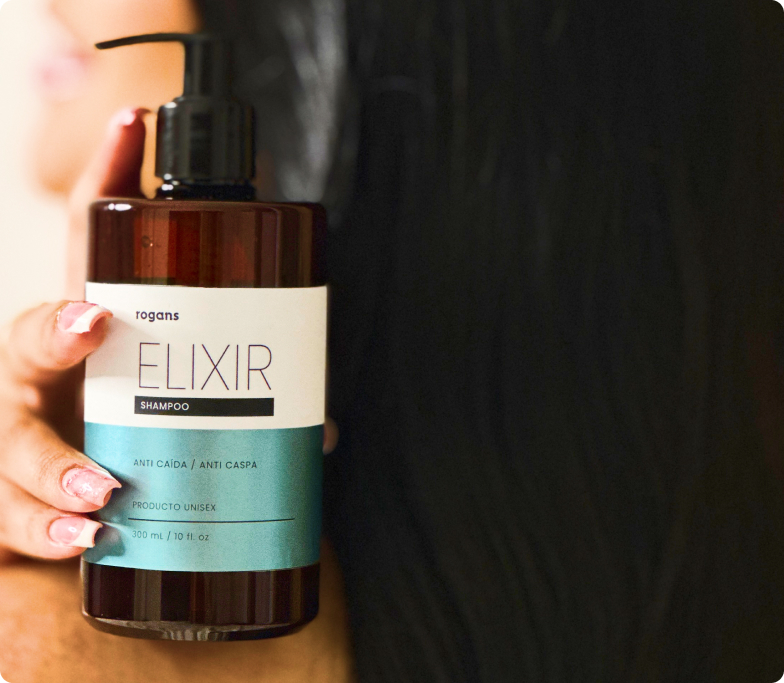 rogans
ELIXIR
SHAMPOO
ANTI CAÍDA / ANTI CASPA
PRODUCTO UNISEX
300 mL / 10 fl. oz